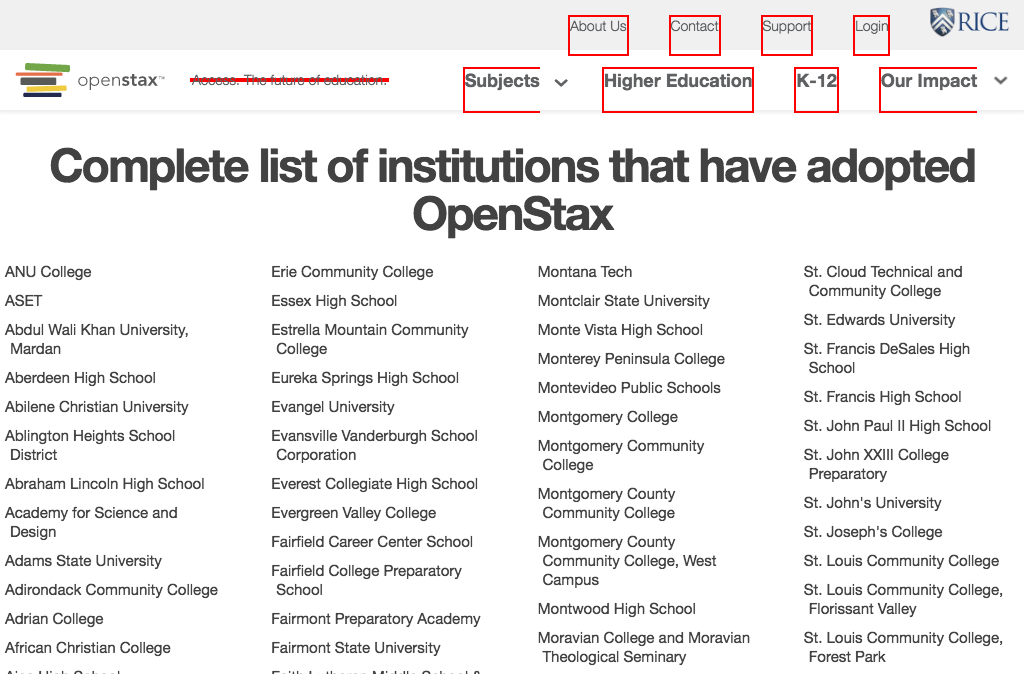 About Us
Contact
Support
Login
RICE
openstax™
Access. The future of education.
Subjects
Higher Education
K-12
Our Impact
Complete list of institutions that have adopted
OpenStax
ANU College
ASET
Abdul Wali Khan University,
Mardan
Aberdeen High School
Abilene Christian University
Ablington Heights School
District
Abraham Lincoln High School
Academy for Science and
Design
Adams State University
Adirondack Community College
Adrian College
African Christian College
Erie Community College
Essex High School
Estrella Mountain Community
College
Eureka Springs High School
Evangel University
Evansville Vanderburgh School
Corporation
Everest Collegiate High School
Evergreen Valley College
Fairfield Career Center School
Fairfield College Preparatory
School
Fairmont Preparatory Academy
Fairmont State University
Montana Tech
Montclair State University
Monte Vista High School
Monterey Peninsula College
Montevideo Public Schools
Montgomery College
Montgomery Community
College
Montgomery County
Community College
Montgomery County
Community College, West
Campus
Montwood High School
Moravian College and Moravian
Theological Seminary
St. Cloud Technical and
Community College
St. Edwards University
St. Francis DeSales High
School
St. Francis High School
St. John Paul II High School
St. John XXIII College
Preparatory
St. John's University
St. Joseph's College
St. Louis Community College
St. Louis Community College,
Florissant Valley
St. Louis Community College,
Forest Park